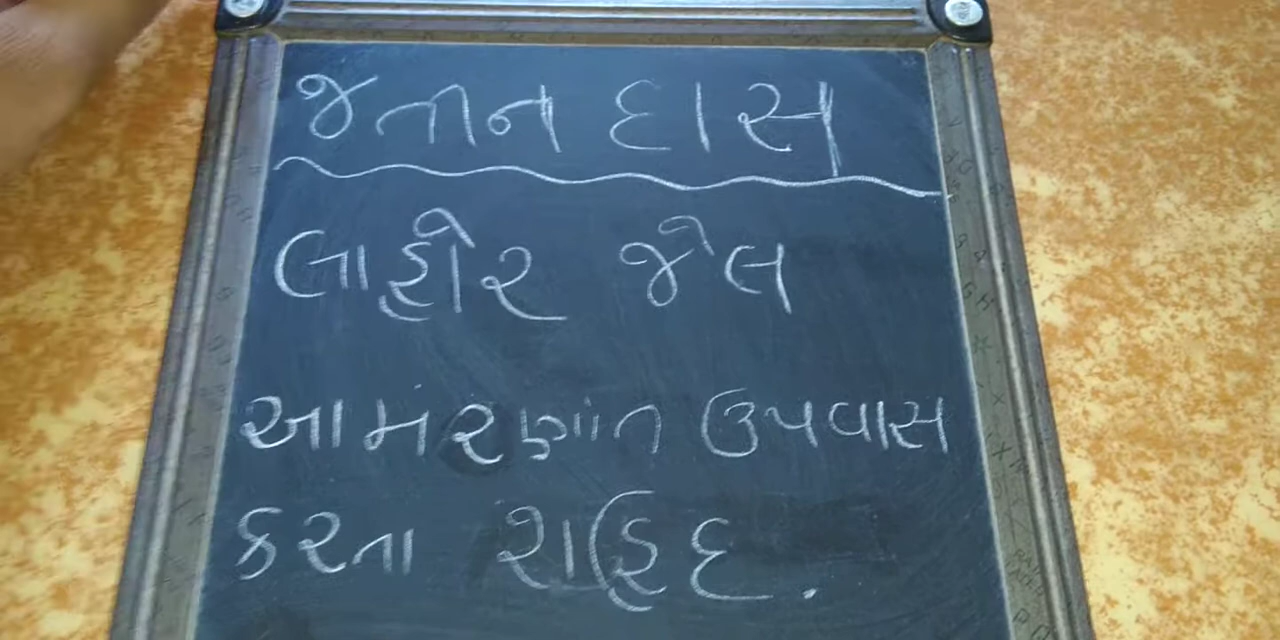 જતીન દાસ
લાહોર જેલ
આમંરણાંત ઉપવાસ
કરતા શહિદ.